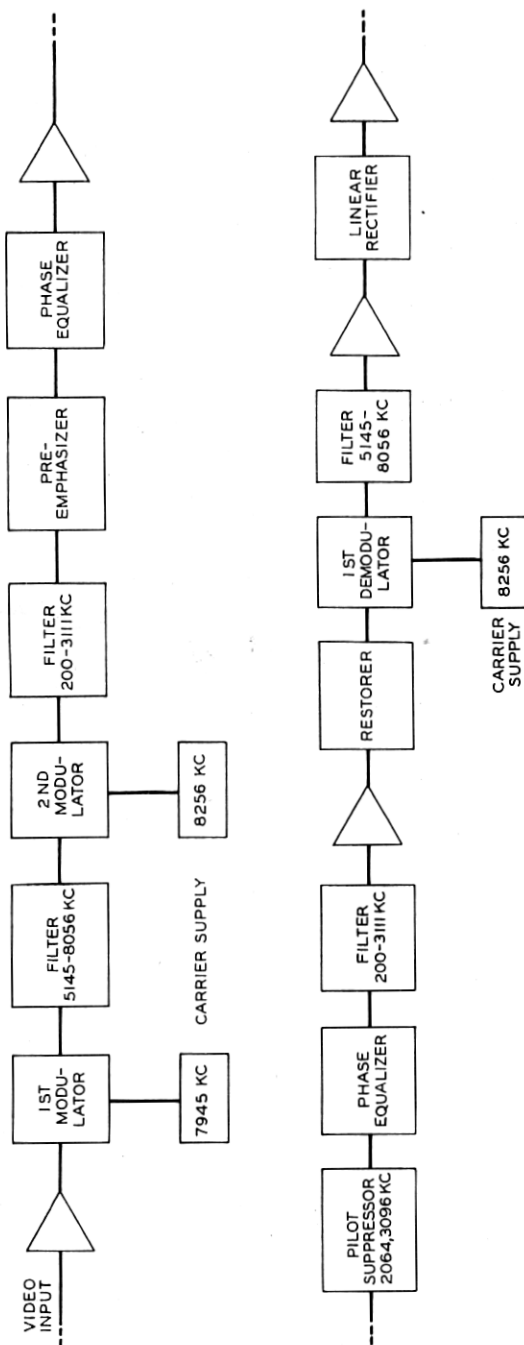 VIDEO
INPUT
1ST
MODU-
LATOR
7945 KC
CARRIER SUPPLY
FILTER
5145-8056 KC
2ND
MODU-
LATOR
8256 KC
FILTER
200-3111 KC
PRE-
EMPHASIZER
PHASE
EQUALIZER
PILOT
SUPPRESSOR
2064,3096 KC
PHASE
EQUALIZER
FILTER
200-3111 KC
RESTORER
1ST
DEMODU-
LATOR
CARRIER
SUPPLY
8256 KC
FILTER
5145-
8056 KC
LINEAR
RECTIFIER